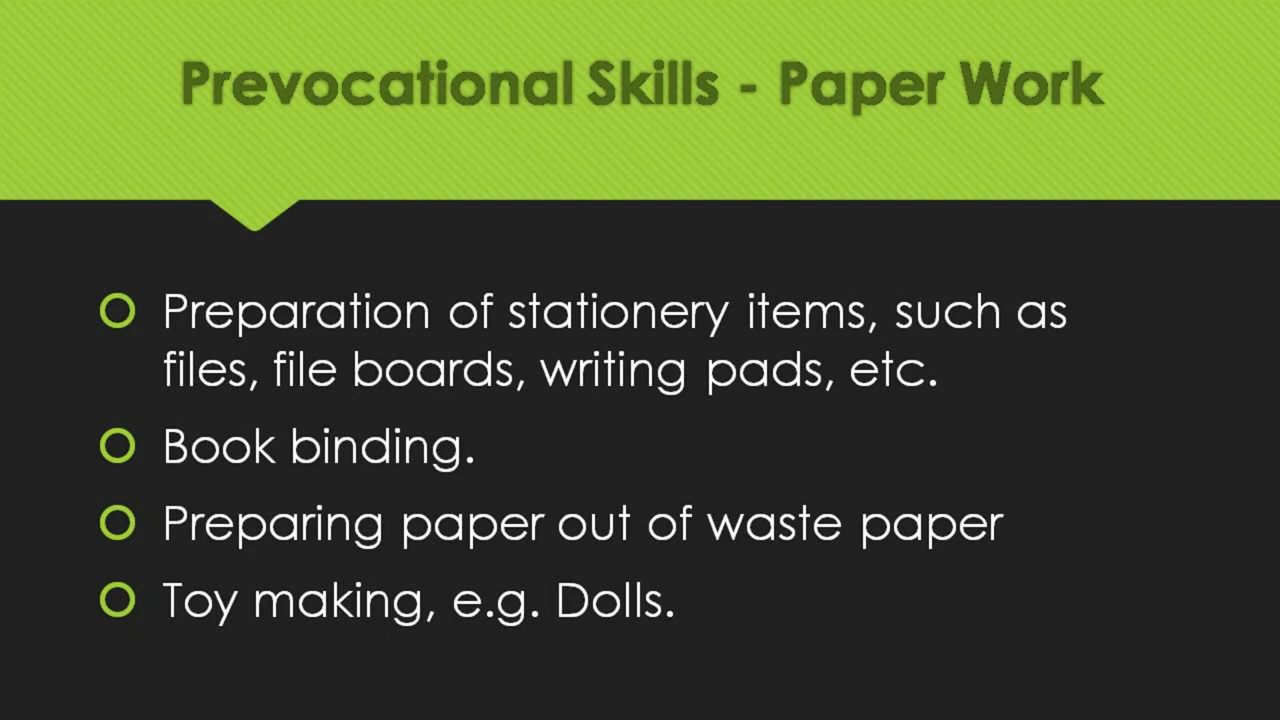 Prevocational Skills - Paper Work
Preparation of stationery items, such as
files, file boards, writing pads, etc.
Book binding.
Preparing paper out of waste paper
Toy making, e.g. Dolls.